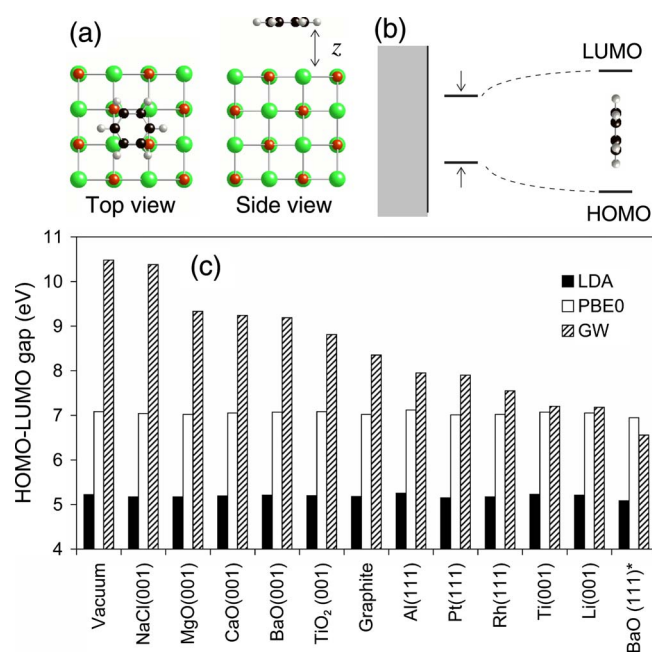 (a)
z
Top view
Side view
(b)
LUMO
HOMO
(c)
HOMO-LUMO gap (eV)
11
10
9
8
7
6
5
4
LDA
PBE0
GW
Vacuum
NaCl(001)
MgO(001)
CaO(001)
BaO(001)
TiO₂ (001)
Graphite
Al(111)
Pt(111)
Rh(111)
Ti(001)
Li(001)
BaO (111)*